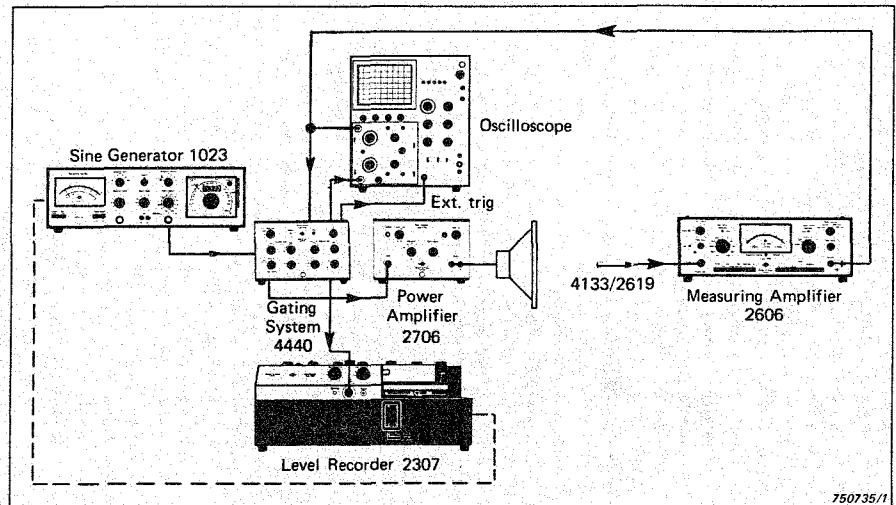 Oscilloscope
Sine Generator 1023
Ext. trig
4133/2619
Gating
System
4440
Power
Amplifier
2706
Measuring Amplifier
2606
Level Recorder 2307
750735/1